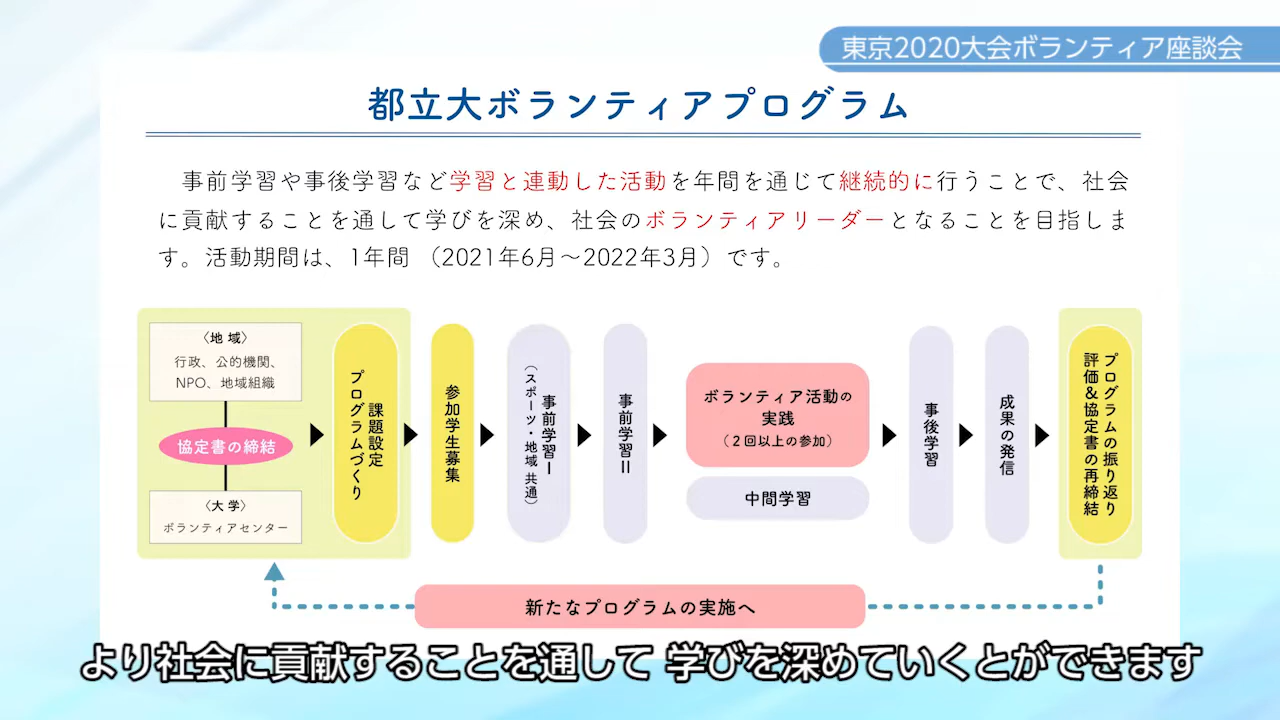 東京2020大会ボランティア座談会
都立大ボランティアプログラム
事前学習や事後学習など学習と連動した活動を年間を通じて継続的に行うことで、社会
に貢献することを通して学びを深め、社会のボランティアリーダーとなることを目指しま
す。活動期間は、1年間 （2021年6月～2022年3月）です。
〈地 域〉
行政、公的機関、
NPO、地域組織
協定書の締結
〈大 学〉
ボランティアセンター
課題設定
プログラムづくり
参加学生募集
事前学習Ⅰ
（スポーツ・地域 共通）
事前学習Ⅱ
ボランティア活動の
実践
（２回以上の参加）
中間学習
事後学習
成果の発信
プログラムの振り返り
評価＆協定書の再締結
新たなプログラムの実施へ
より社会に貢献することを通して 学びを深めていくとができます